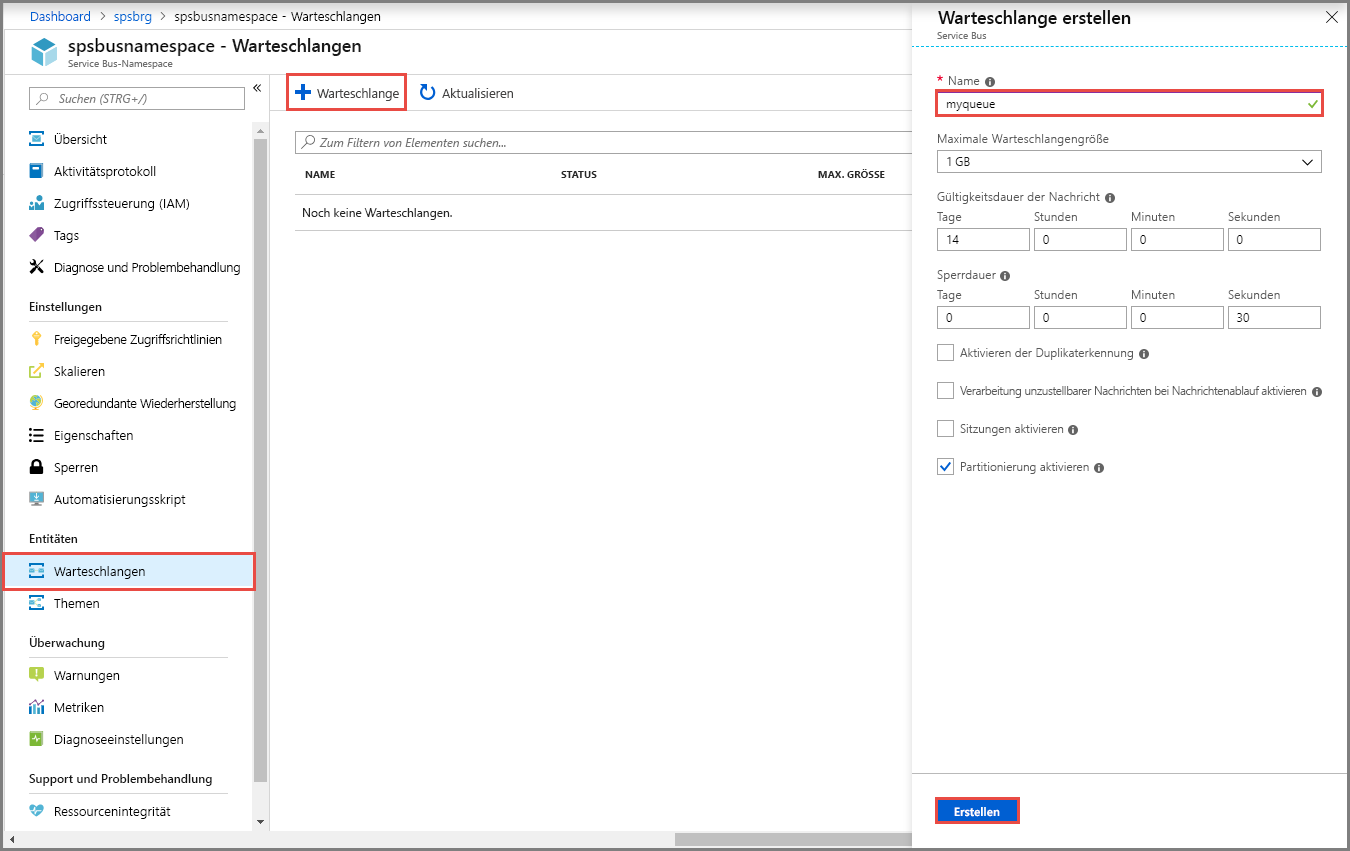 Dashboard > spsbrg > spsbusnamespace - Warteschlangen
spsbusnamespace - Warteschlangen
Service Bus-Namespace
Suchen (STRG+/)
«
Übersicht
Aktivitätsprotokoll
Zugriffssteuerung (IAM)
Tags
Diagnose und Problembehandlung
Einstellungen
Freigegebene Zugriffsrichtlinien
Skalieren
Georedundante Wiederherstellung
Eigenschaften
Sperren
Automatisierungsskript
Entitäten
Warteschlangen
Themen
Überwachung
Warnungen
Metriken
Diagnoseeinstellungen
Support und Problembehandlung
Ressourcenintegrität
Warteschlange Aktualisieren
Zum Filtern von Elementen suchen...
NAME STATUS MAX. GRÖSSE
Noch keine Warteschlangen.
Warteschlange erstellen
Service Bus
* Name
myqueue
Maximale Warteschlangengröße
1 GB
Gültigkeitsdauer der Nachricht
Tage Stunden Minuten Sekunden
14 0 0 0
Sperrdauer
Tage Stunden Minuten Sekunden
0 0 0 30
Aktivieren der Duplikaterkennung
Verarbeitung unzustellbarer Nachrichten bei Nachrichtenablauf aktivieren
Sitzungen aktivieren
Partitionierung aktivieren
Erstellen